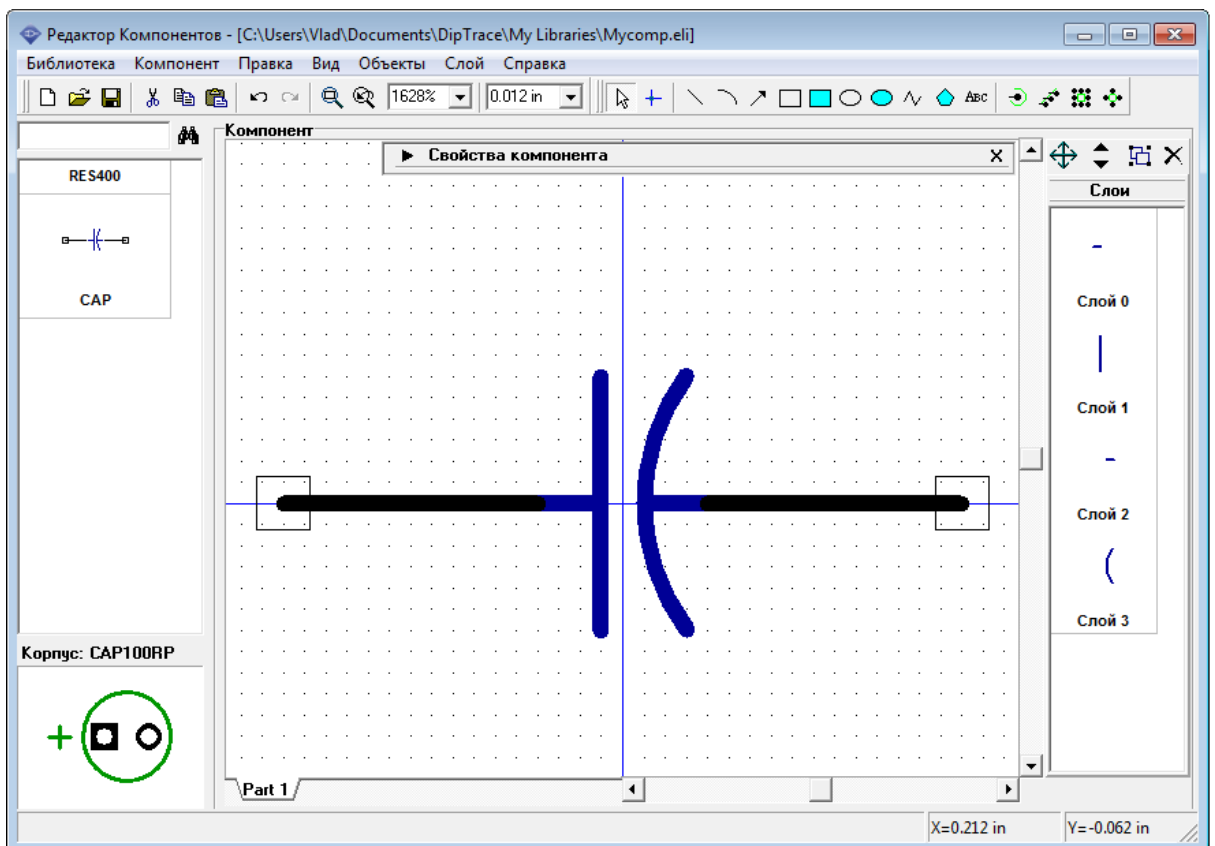 Редактор Компонентов - [C:\Users\Vlad\Documents\DipTrace\My Libraries\Mycomp.eli]
Библиотека Компонент Правка Вид Объекты Слой Справка
1628% 0.012 in ABC
Компонент
Свойства компонента X
RES400
CAP
Слои
Слой 0
Слой 1
Слой 2
Слой 3
Корпус: CAP100RP
Part 1
X=0.212 in Y=-0.062 in